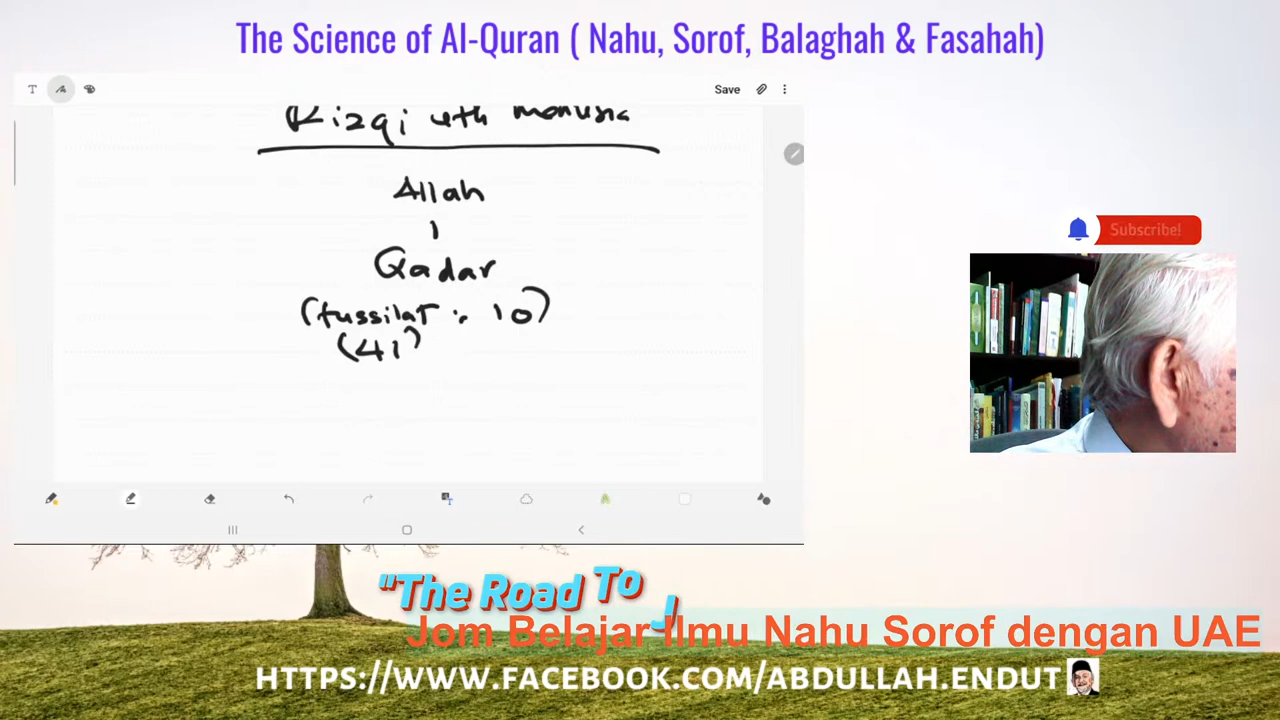 The Science of Al-Quran ( Nahu, Sorof, Balaghah & Fasahah)
T
Save
Rizqi utk manusia
Allah
Qadar
(fussilat : 10)
(41)
Subscribe!
"The Road To J
Jom Belajar Ilmu Nahu Sorof dengan UAE
HTTPS://WWW.FACEBOOK.COM/ABDULLAH.ENDUT